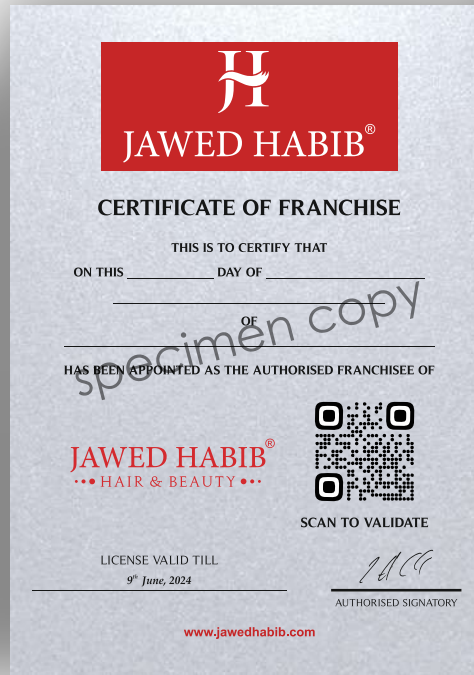 JH
JAWED HABIB®
CERTIFICATE OF FRANCHISE
THIS IS TO CERTIFY THAT
ON THIS DAY OF
OF
specimen copy
HAS BEEN APPOINTED AS THE AUTHORISED FRANCHISEE OF
JAWED HABIB®
HAIR & BEAUTY
SCAN TO VALIDATE
LICENSE VALID TILL
9th June, 2024
AUTHORISED SIGNATORY
www.jawedhabib.com